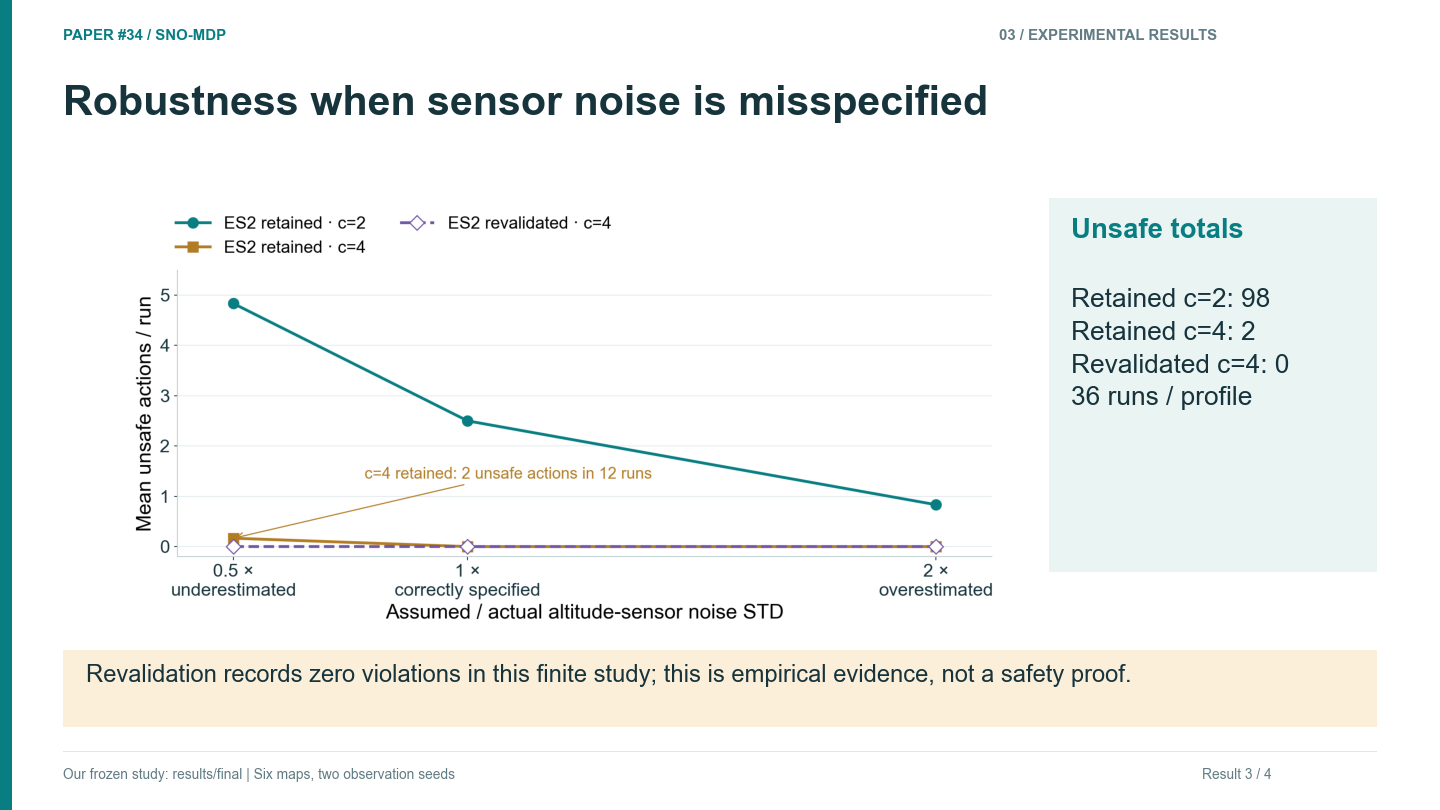 PAPER #34 / SNO-MDP
03 / EXPERIMENTAL RESULTS
Robustness when sensor noise is misspecified
ES2 retained · c=2
ES2 retained · c=4
ES2 revalidated · c=4
Mean unsafe actions / run
5
4
3
2
1
0
c=4 retained: 2 unsafe actions in 12 runs
0.5 ×
underestimated
1 ×
correctly specified
2 ×
overestimated
Assumed / actual altitude-sensor noise STD
Unsafe totals
Retained c=2: 98
Retained c=4: 2
Revalidated c=4: 0
36 runs / profile
Revalidation records zero violations in this finite study; this is empirical evidence, not a safety proof.
Our frozen study: results/final | Six maps, two observation seeds
Result 3 / 4